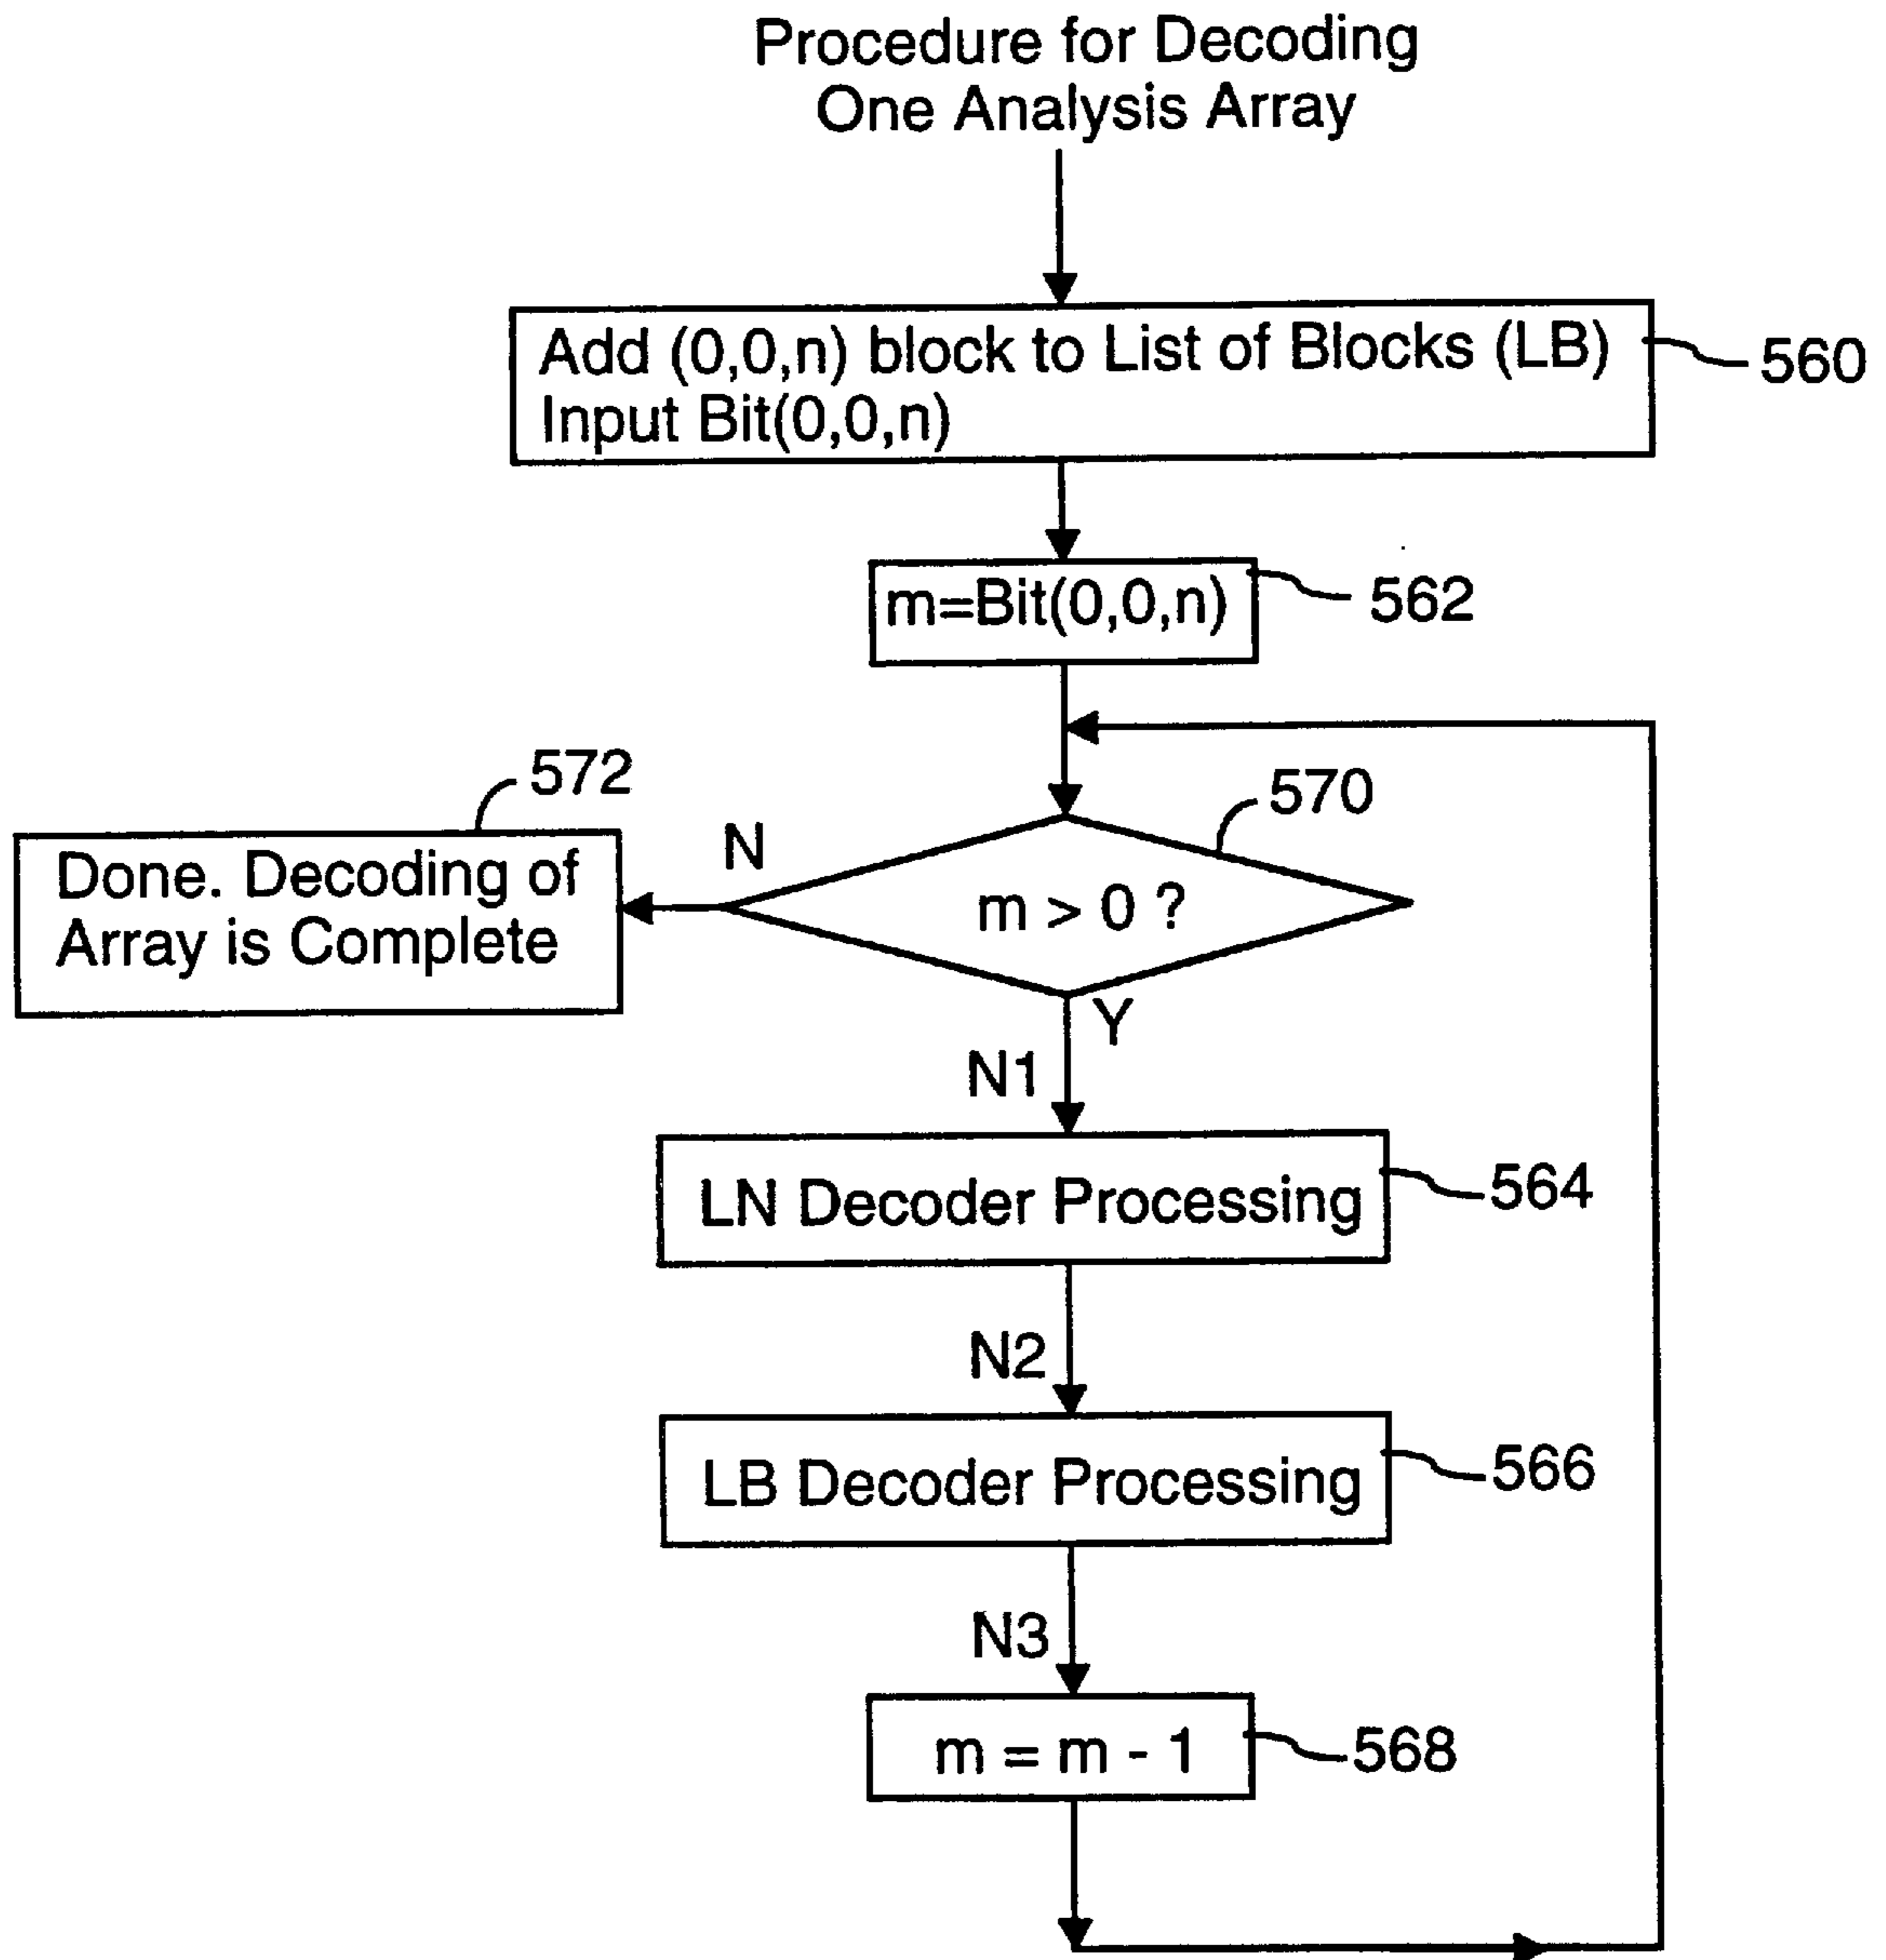 Procedure for Decoding
One Analysis Array
Add (0,0,n) block to List of Blocks (LB)
Input Bit(0,0,n)
560
m=Bit(0,0,n)
562
572
570
N
Done. Decoding of
Array is Complete
m > 0 ?
Y
N1
LN Decoder Processing
564
N2
LB Decoder Processing
566
N3
m = m - 1
568